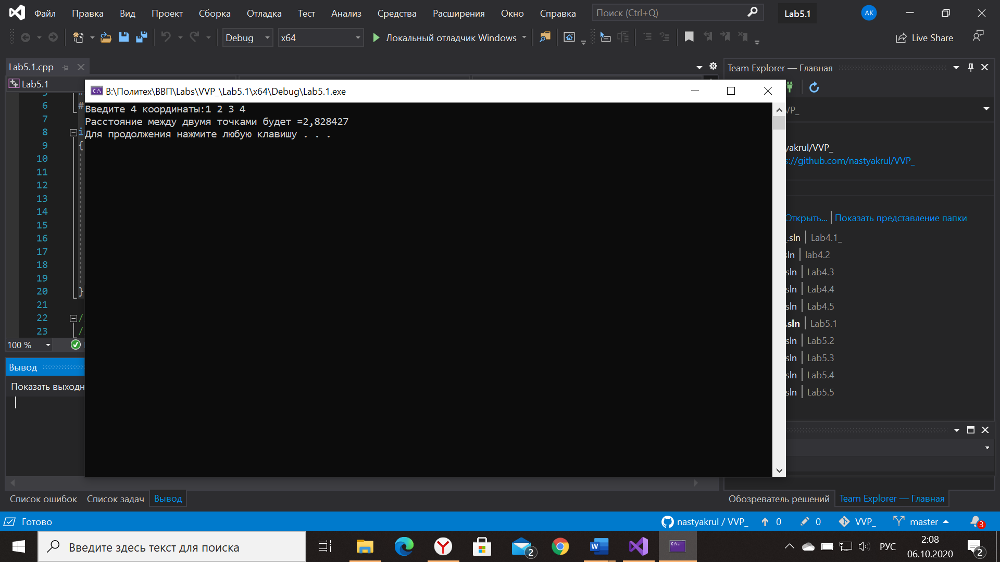 Файл Правка Вид Проект Сборка Отладка Тест Анализ Средства Расширения Окно Справка Поиск (Ctrl+Q) Lab5.1 AK
Debug x64 Локальный отладчик Windows Live Share
Lab5.1.cpp
Team Explorer — Главная
Lab5.1
B:\Политех\ВВП\Labs\VVP_\Lab5.1\x64\Debug\Lab5.1.exe
Введите 4 координаты:1 2 3 4
Расстояние между двумя точками будет =2,828427
Для продолжения нажмите любую клавишу . . .
6 #
7
8 i
9 {
10
11
12
13
14
15
16
17
18
19
20 }
21
22 /
23 /
100 %
VP_
yakrul/VVP_
s://github.com/nastyakrul/VVP_
Открыть... Показать представление папки
.sln Lab4.1_
sln lab4.2
sln Lab4.3
sln Lab4.4
sln Lab4.5
.sln Lab5.1
sln Lab5.2
sln Lab5.3
sln Lab5.4
sln Lab5.5
Вывод
Показать выходн
Список ошибок Список задач Вывод
Обозреватель решений Team Explorer — Главная
Готово nastyakrul / VVP_ 0 0 VVP_ master 3
Введите здесь текст для поиска 2 РУС 2:08 2
06.10.2020